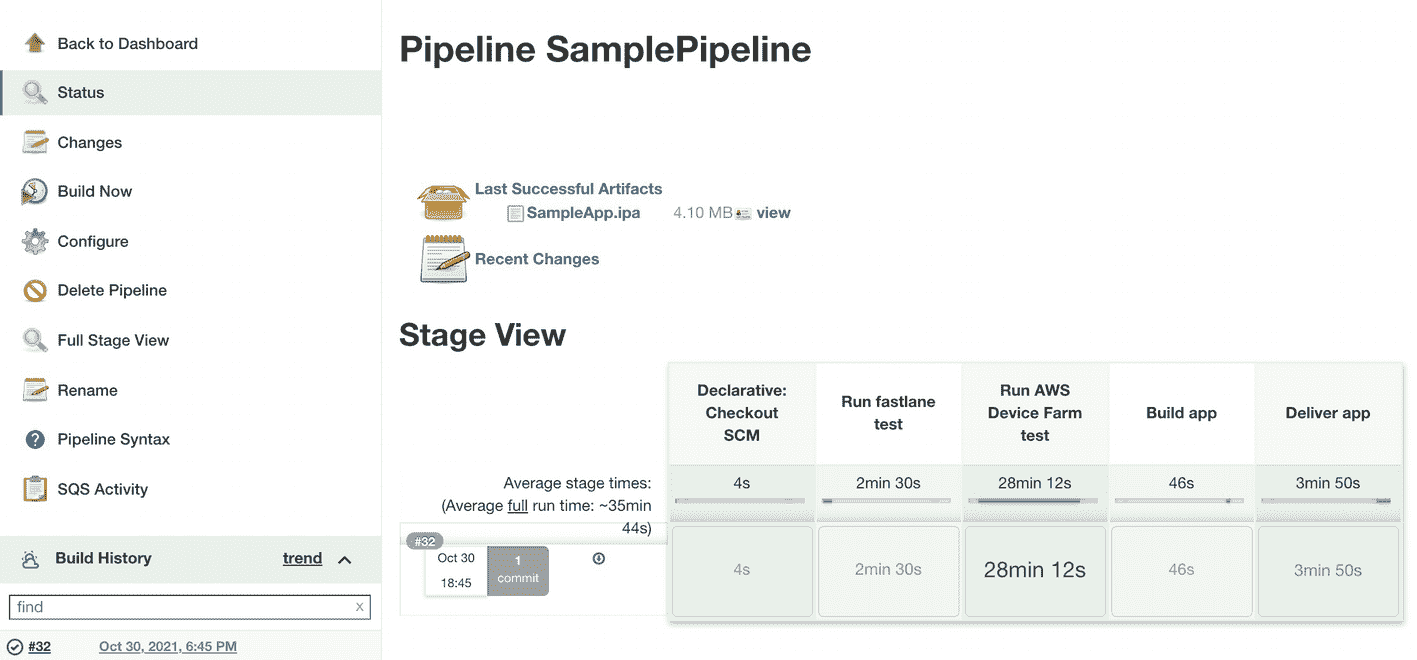 Back to Dashboard
Status
Changes
Build Now
Configure
Delete Pipeline
Full Stage View
Rename
Pipeline Syntax
SQS Activity
Build History trend
find x
#32 Oct 30, 2021, 6:45 PM
Pipeline SamplePipeline
Last Successful Artifacts
SampleApp.ipa 4.10 MB view
Recent Changes
Stage View
Declarative:
Checkout
SCM
Run fastlane
test
Run AWS
Device Farm
test
Build app
Deliver app
Average stage times:
(Average full run time: ~35min
44s)
4s 2min 30s 28min 12s 46s 3min 50s
#32
Oct 30
18:45
1
commit
4s 2min 30s 28min 12s 46s 3min 50s